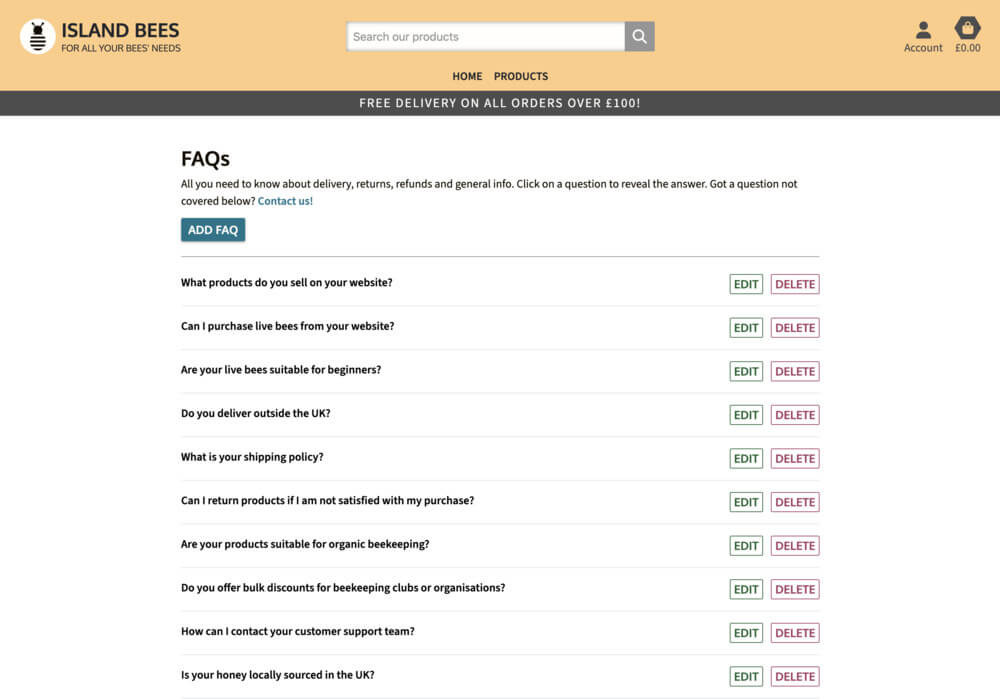 ISLAND BEES
FOR ALL YOUR BEES' NEEDS
Search our products
Account
£0.00
HOME PRODUCTS
FREE DELIVERY ON ALL ORDERS OVER £100!
FAQs
All you need to know about delivery, returns, refunds and general info. Click on a question to reveal the answer. Got a question not
covered below? Contact us!
ADD FAQ
What products do you sell on your website? EDIT DELETE
Can I purchase live bees from your website? EDIT DELETE
Are your live bees suitable for beginners? EDIT DELETE
Do you deliver outside the UK? EDIT DELETE
What is your shipping policy? EDIT DELETE
Can I return products if I am not satisfied with my purchase? EDIT DELETE
Are your products suitable for organic beekeeping? EDIT DELETE
Do you offer bulk discounts for beekeeping clubs or organisations? EDIT DELETE
How can I contact your customer support team? EDIT DELETE
Is your honey locally sourced in the UK? EDIT DELETE